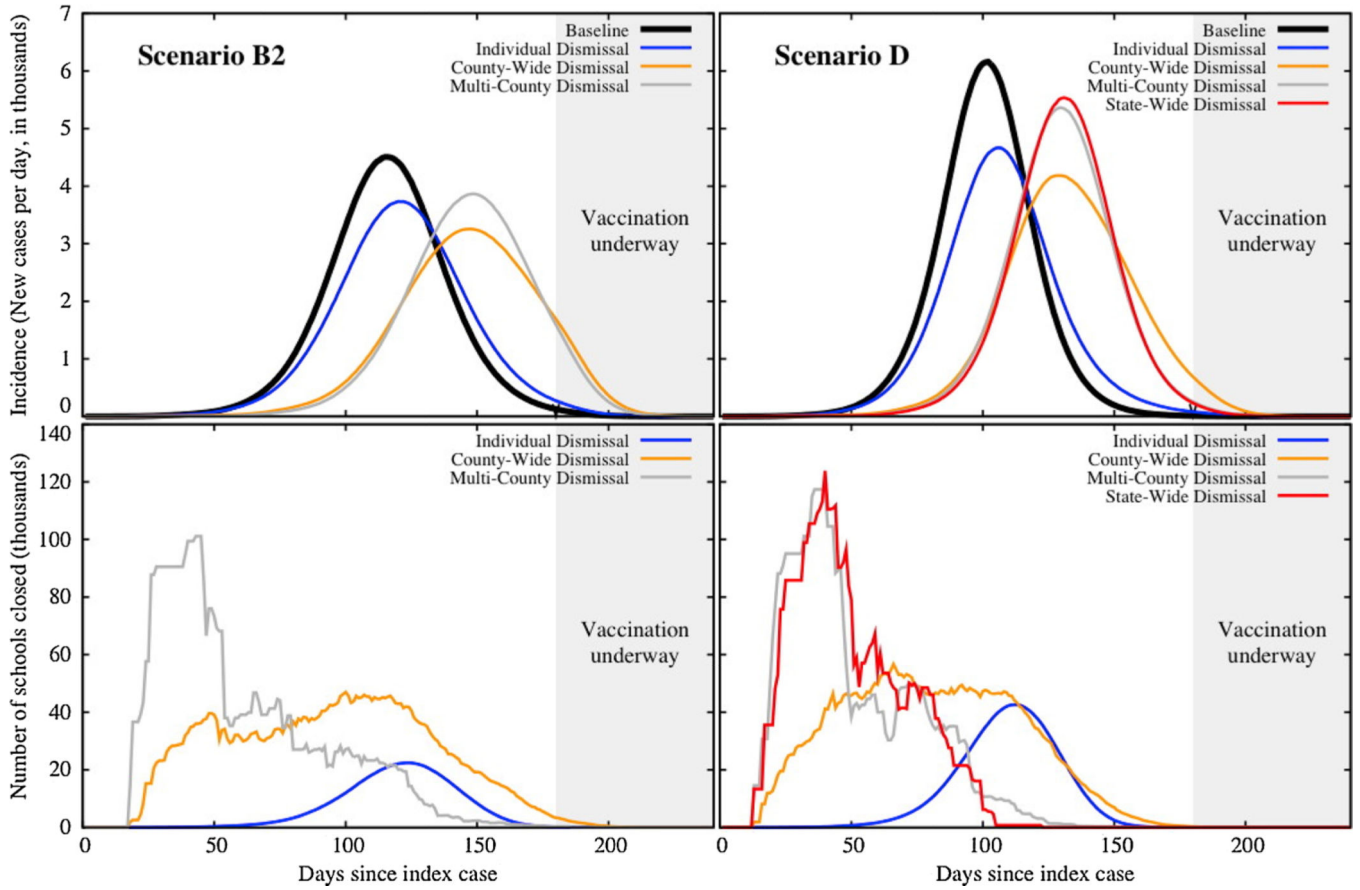 Incidence (New cases per day, in thousands)
7
6
5
4
3
2
1
0
Scenario B2
Baseline
Individual Dismissal
County-Wide Dismissal
Multi-County Dismissal
Vaccination
underway
Scenario D
Baseline
Individual Dismissal
County-Wide Dismissal
Multi-County Dismissal
State-Wide Dismissal
Vaccination
underway
Number of schools closed (thousands)
140
120
100
80
60
40
20
0
Individual Dismissal
County-Wide Dismissal
Multi-County Dismissal
Vaccination
underway
Individual Dismissal
County-Wide Dismissal
Multi-County Dismissal
State-Wide Dismissal
Vaccination
underway
0 50 100 150 200
0 50 100 150 200
Days since index case
Days since index case